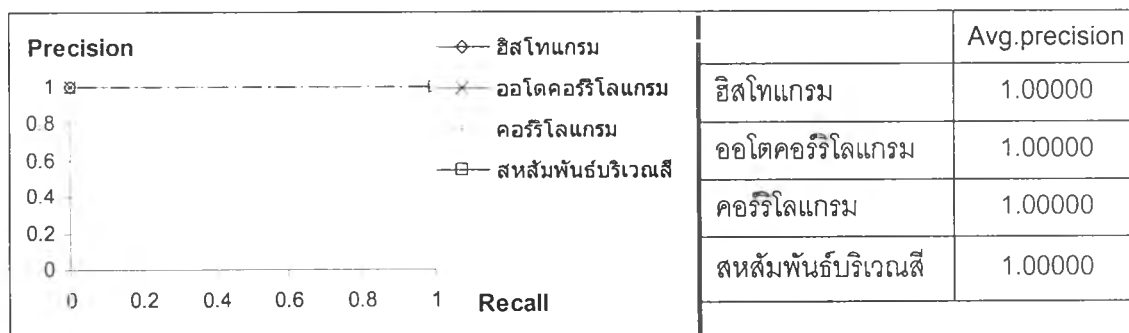 Precision
1
0.8
0.6
0.4
0.2
0
0 0.2 0.4 0.6 0.8 1
Recall
ฮิสโทแกรม
ออโตคอร์ริโลแกรม
คอร์ริโลแกรม
สหสัมพันธ์บริเวณสี
Avg.precision
ฮิสโทแกรม 1.00000
ออโตคอร์ริโลแกรม 1.00000
คอร์ริโลแกรม 1.00000
สหสัมพันธ์บริเวณสี 1.00000